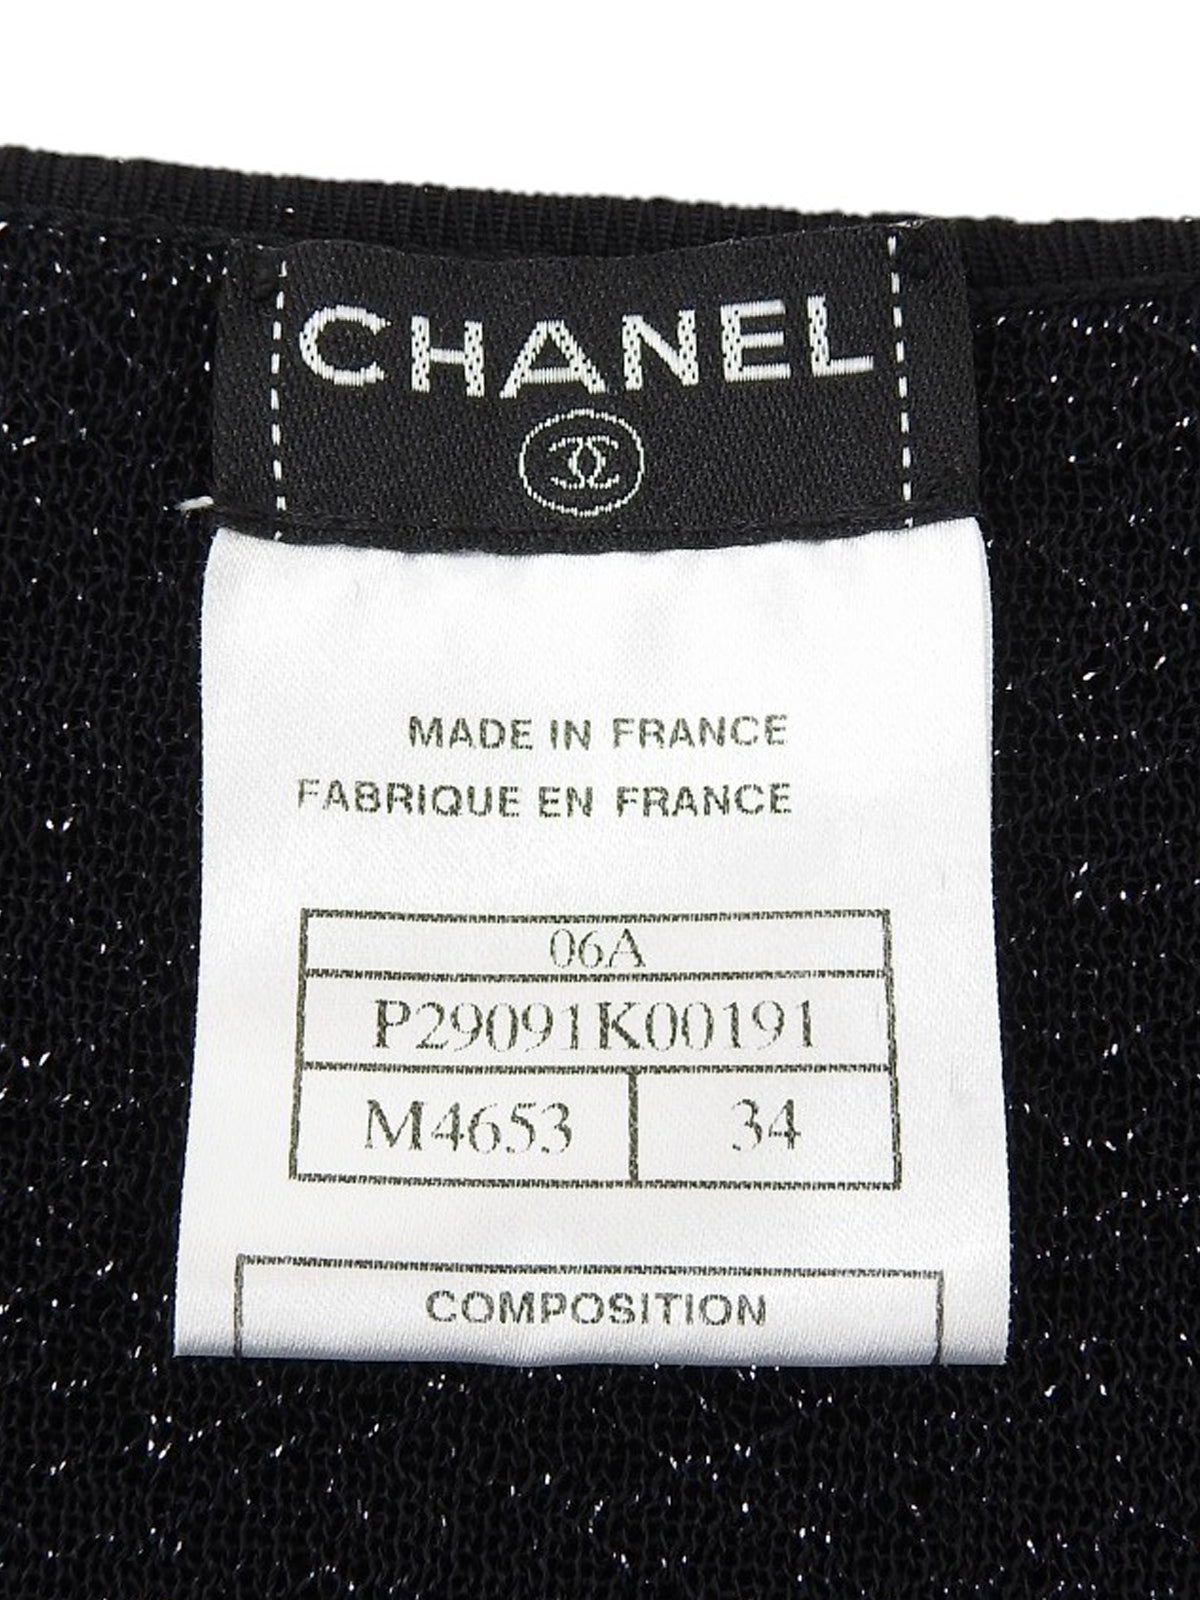 CHANEL
MADE IN FRANCE
FABRIQUE EN FRANCE
06A
P29091K00191
M4653 34
COMPOSITION